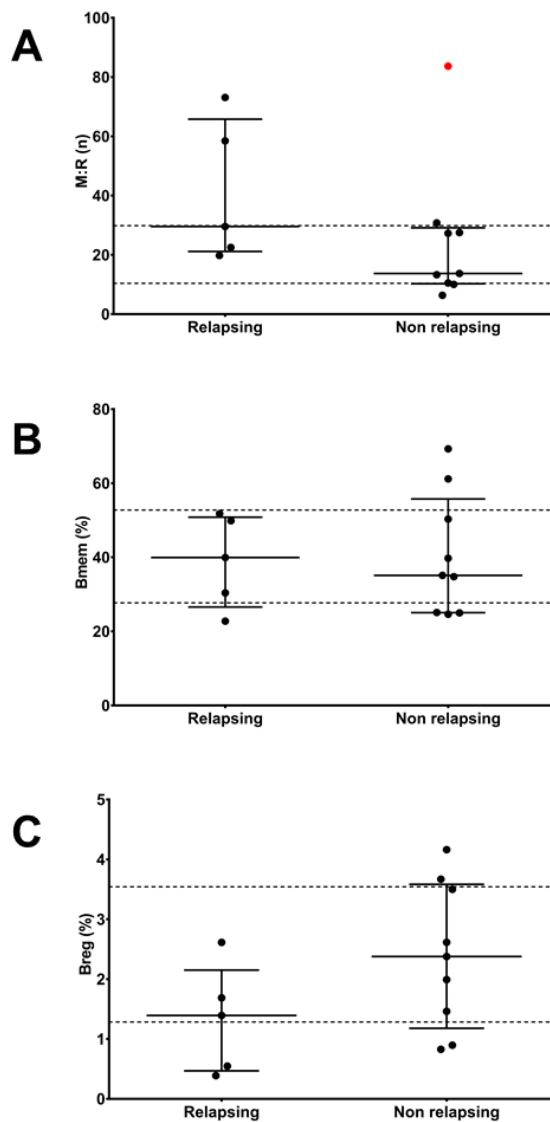 A
M:R (n)
100
80
60
40
20
0
Relapsing Non relapsing
B
Bmem (%)
80
60
40
20
0
Relapsing Non relapsing
C
Breg (%)
5
4
3
2
1
0
Relapsing Non relapsing